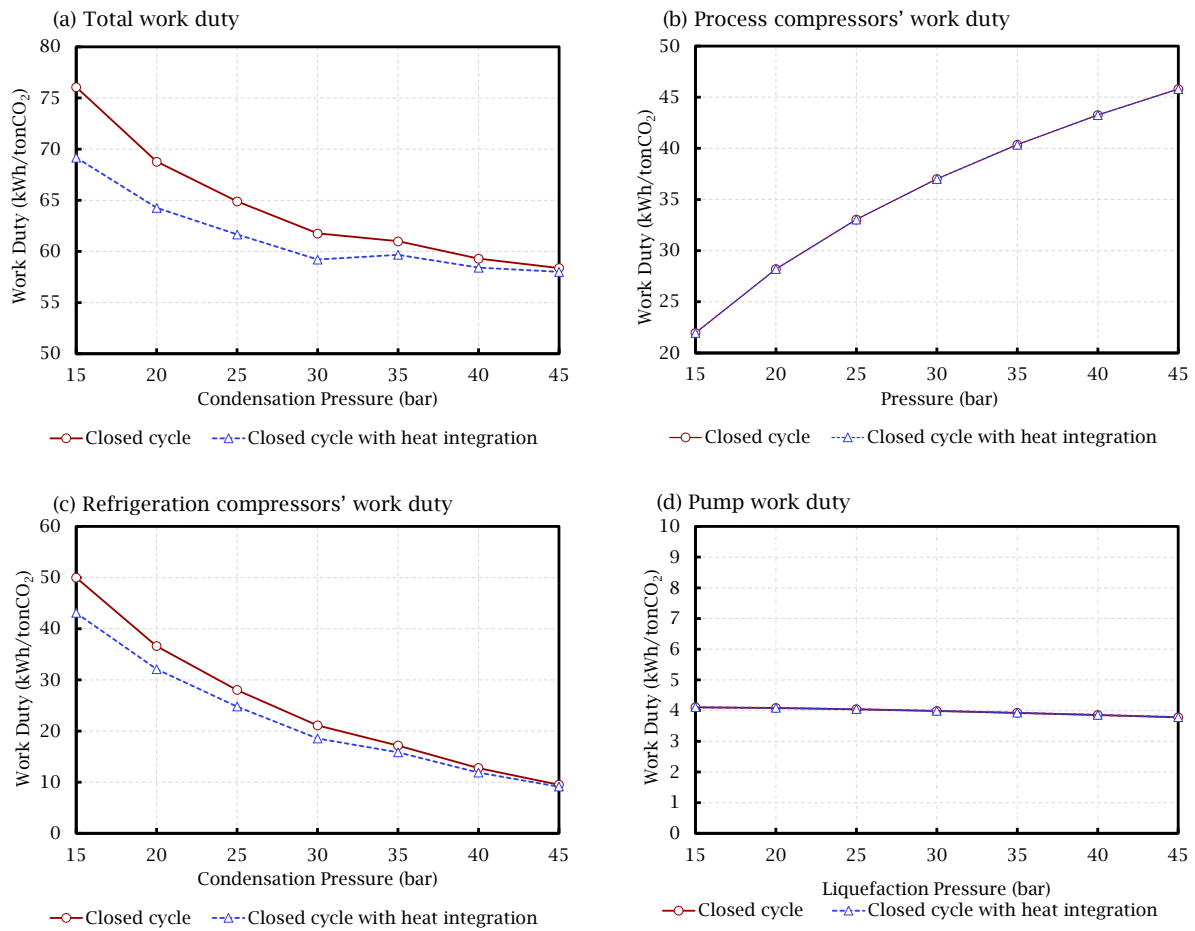 (a) Total work duty
80
75
70
65
60
55
50
Work Duty (kWh/tonCO₂)
15 20 25 30 35 40 45
Condensation Pressure (bar)
Closed cycle Closed cycle with heat integration
(b) Process compressors’ work duty
50
45
40
35
30
25
20
Work Duty (kWh/tonCO₂)
15 20 25 30 35 40 45
Pressure (bar)
Closed cycle Closed cycle with heat integration
(c) Refrigeration compressors’ work duty
60
50
40
30
20
10
0
Work Duty (kWh/tonCO₂)
15 20 25 30 35 40 45
Condensation Pressure (bar)
Closed cycle Closed cycle with heat integration
(d) Pump work duty
10
9
8
7
6
5
4
3
2
1
0
Work Duty (kWh/tonCO₂)
15 20 25 30 35 40 45
Liquefaction Pressure (bar)
Closed cycle Closed cycle with heat integration